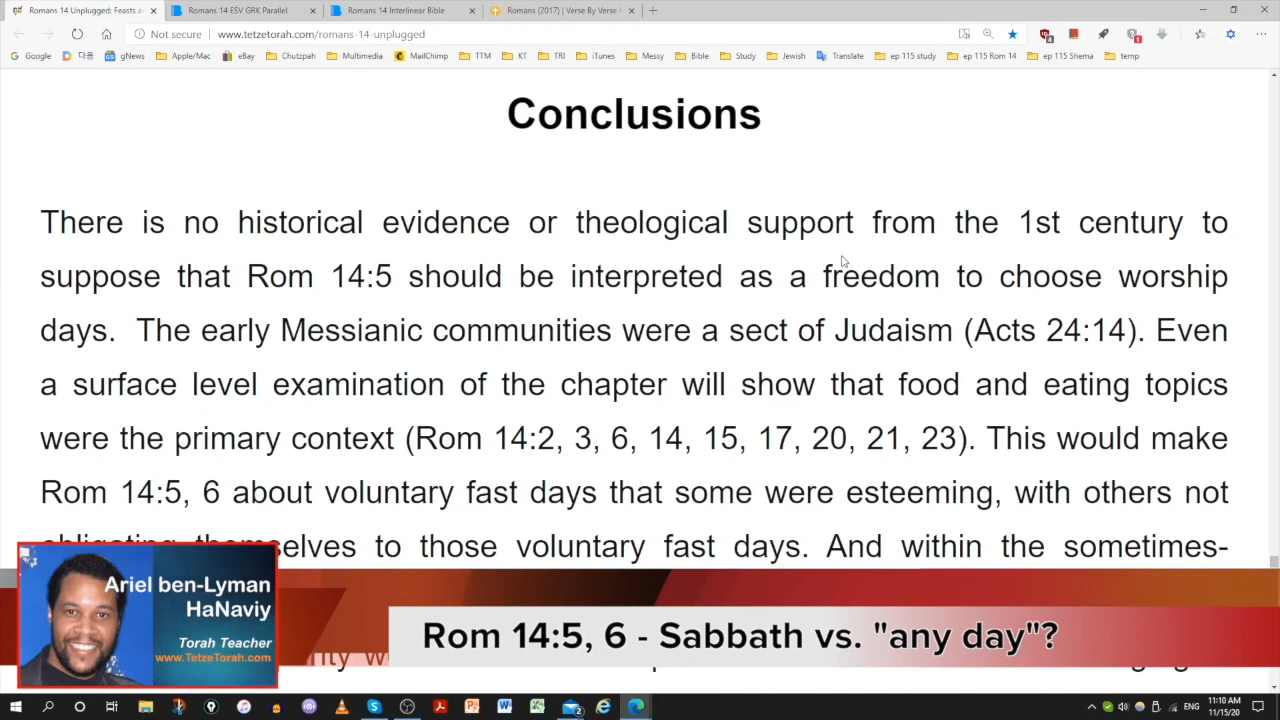 Romans 14 Unplugged: Feasts a
Romans 14 ESV GRK Parallel
Romans 14 Interlinear Bible
Romans (2017) | Verse By Verse
Not secure | www.tetzetorah.com/romans-14-unplugged
Google
다음
gNews
Apple/Mac
eBay
Chutzpah
Multimedia
MailChimp
TTM
KT
TRI
iTunes
Messy
Bible
Study
Jewish
Translate
ep 115 study
ep 115 Rom 14
ep 115 Shema
temp
Conclusions
There is no historical evidence or theological support from the 1st century to
suppose that Rom 14:5 should be interpreted as a freedom to choose worship
days. The early Messianic communities were a sect of Judaism (Acts 24:14). Even
a surface level examination of the chapter will show that food and eating topics
were the primary context (Rom 14:2, 3, 6, 14, 15, 17, 20, 21, 23). This would make
Rom 14:5, 6 about voluntary fast days that some were esteeming, with others not
obligating themselves to those voluntary fast days. And within the sometimes-
Ariel ben-Lyman
HaNaviy
Torah Teacher
www.TetzeTorah.com
Rom 14:5, 6 - Sabbath vs. "any day"?
11:10 AM
11/15/20